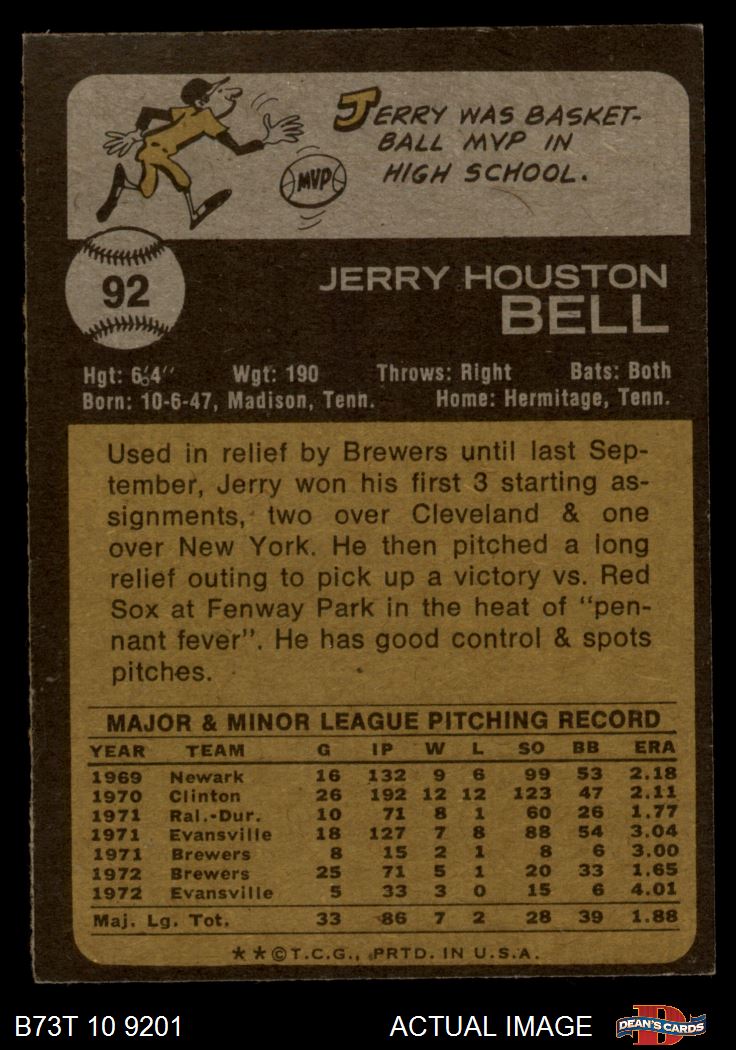 JERRY WAS BASKET-
BALL MVP IN
HIGH SCHOOL.
MVP
92
JERRY HOUSTON
BELL
Hgt: 6'4" Wgt: 190 Throws: Right Bats: Both
Born: 10-6-47, Madison, Tenn. Home: Hermitage, Tenn.
Used in relief by Brewers until last Sep-
tember, Jerry won his first 3 starting as-
signments, two over Cleveland & one
over New York. He then pitched a long
relief outing to pick up a victory vs. Red
Sox at Fenway Park in the heat of "pen-
nant fever". He has good control & spots
pitches.
MAJOR & MINOR LEAGUE PITCHING RECORD
YEAR TEAM G IP W L SO BB ERA
1969 Newark 16 132 9 6 99 53 2.18
1970 Clinton 26 192 12 12 123 47 2.11
1971 Ral.-Dur. 10 71 8 1 60 26 1.77
1971 Evansville 18 127 7 8 88 54 3.04
1971 Brewers 8 15 2 1 8 6 3.00
1972 Brewers 25 71 5 1 20 33 1.65
1972 Evansville 5 33 3 0 15 6 4.01
Maj. Lg. Tot. 33 86 7 2 28 39 1.88
**©T.C.G., PRTD. IN U.S.A.
B73T 10 9201 ACTUAL IMAGE
D
DEAN'S CARDS